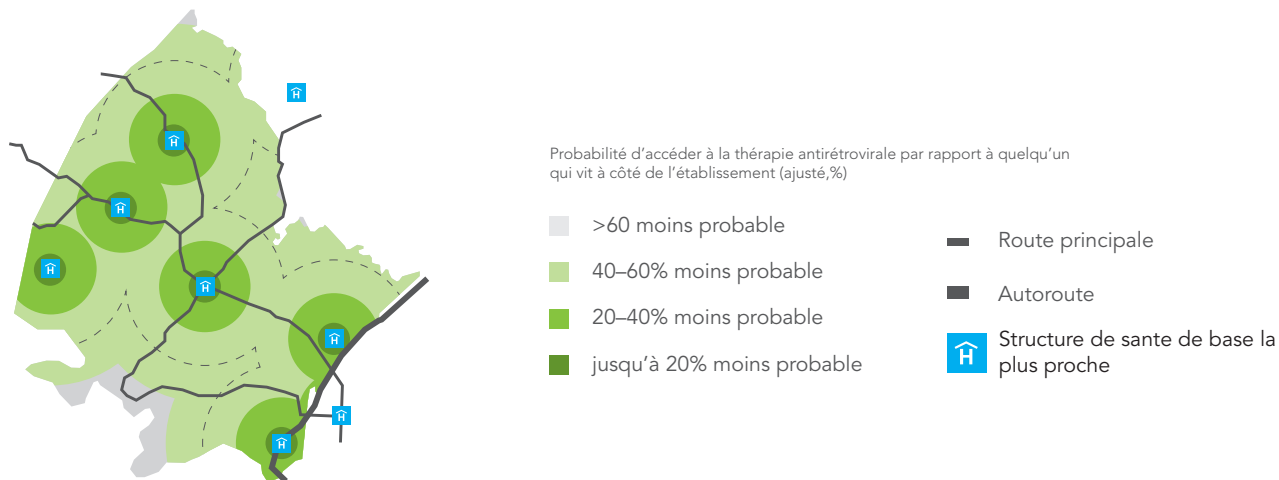 Probabilité d’accéder à la thérapie antirétrovirale par rapport à quelqu’un
qui vit à côté de l’établissement (ajusté,%)
>60 moins probable
40–60% moins probable
20–40% moins probable
jusqu’à 20% moins probable
Route principale
Autoroute
H Structure de sante de base la
plus proche
H
H
H
H
H
H
H
H